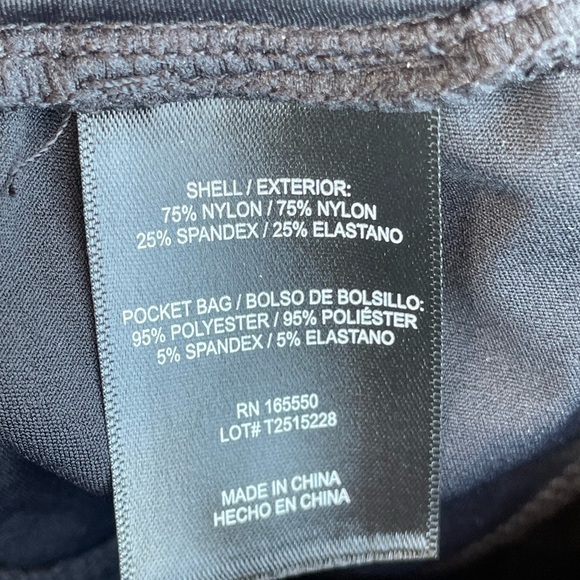 SHELL / EXTERIOR:
75% NYLON / 75% NYLON
25% SPANDEX / 25% ELASTANO
POCKET BAG / BOLSO DE BOLSILLO:
95% POLYESTER / 95% POLIÉSTER
5% SPANDEX / 5% ELASTANO
RN 165550
LOT# T2515228
MADE IN CHINA
HECHO EN CHINA